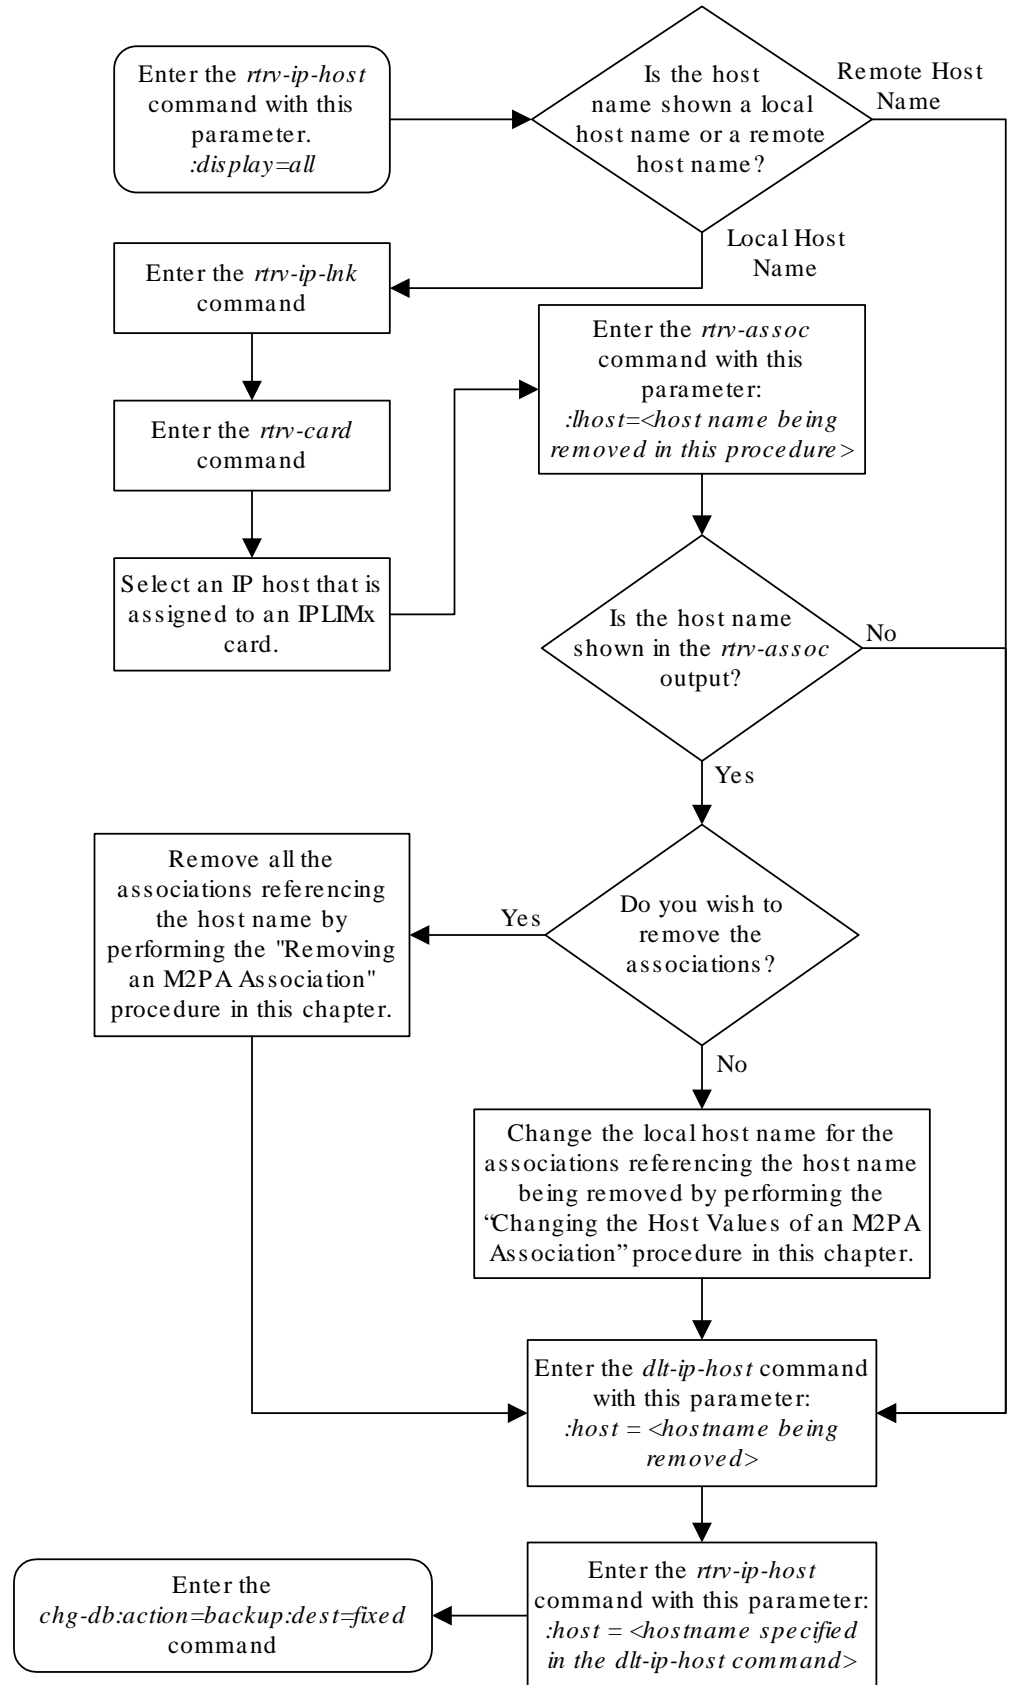 Enter the rtrv-ip-host
command with this
parameter.
:display=all
Is the host
name shown a local
host name or a remote
host name?
Remote Host
Name
Local Host
Name
Enter the rtrv-ip-lnk
command
Enter the rtrv-card
command
Select an IP host that is
assigned to an IPLIMx
card.
Enter the rtrv-assoc
command with this
parameter:
:lhost=<host name being
removed in this procedure>
Is the host name
shown in the rtrv-assoc
output?
No
Yes
Do you wish to
remove the
associations?
Yes
Remove all the
associations referencing
the host name by
performing the "Removing
an M2PA Association"
procedure in this chapter.
No
Change the local host name for the
associations referencing the host name
being removed by performing the
“Changing the Host Values of an M2PA
Association” procedure in this chapter.
Enter the dlt-ip-host command
with this parameter:
:host = <hostname being
removed>
Enter the rtrv-ip-host
command with this parameter:
:host = <hostname specified
in the dlt-ip-host command>
Enter the
chg-db:action=backup:dest=fixed
command